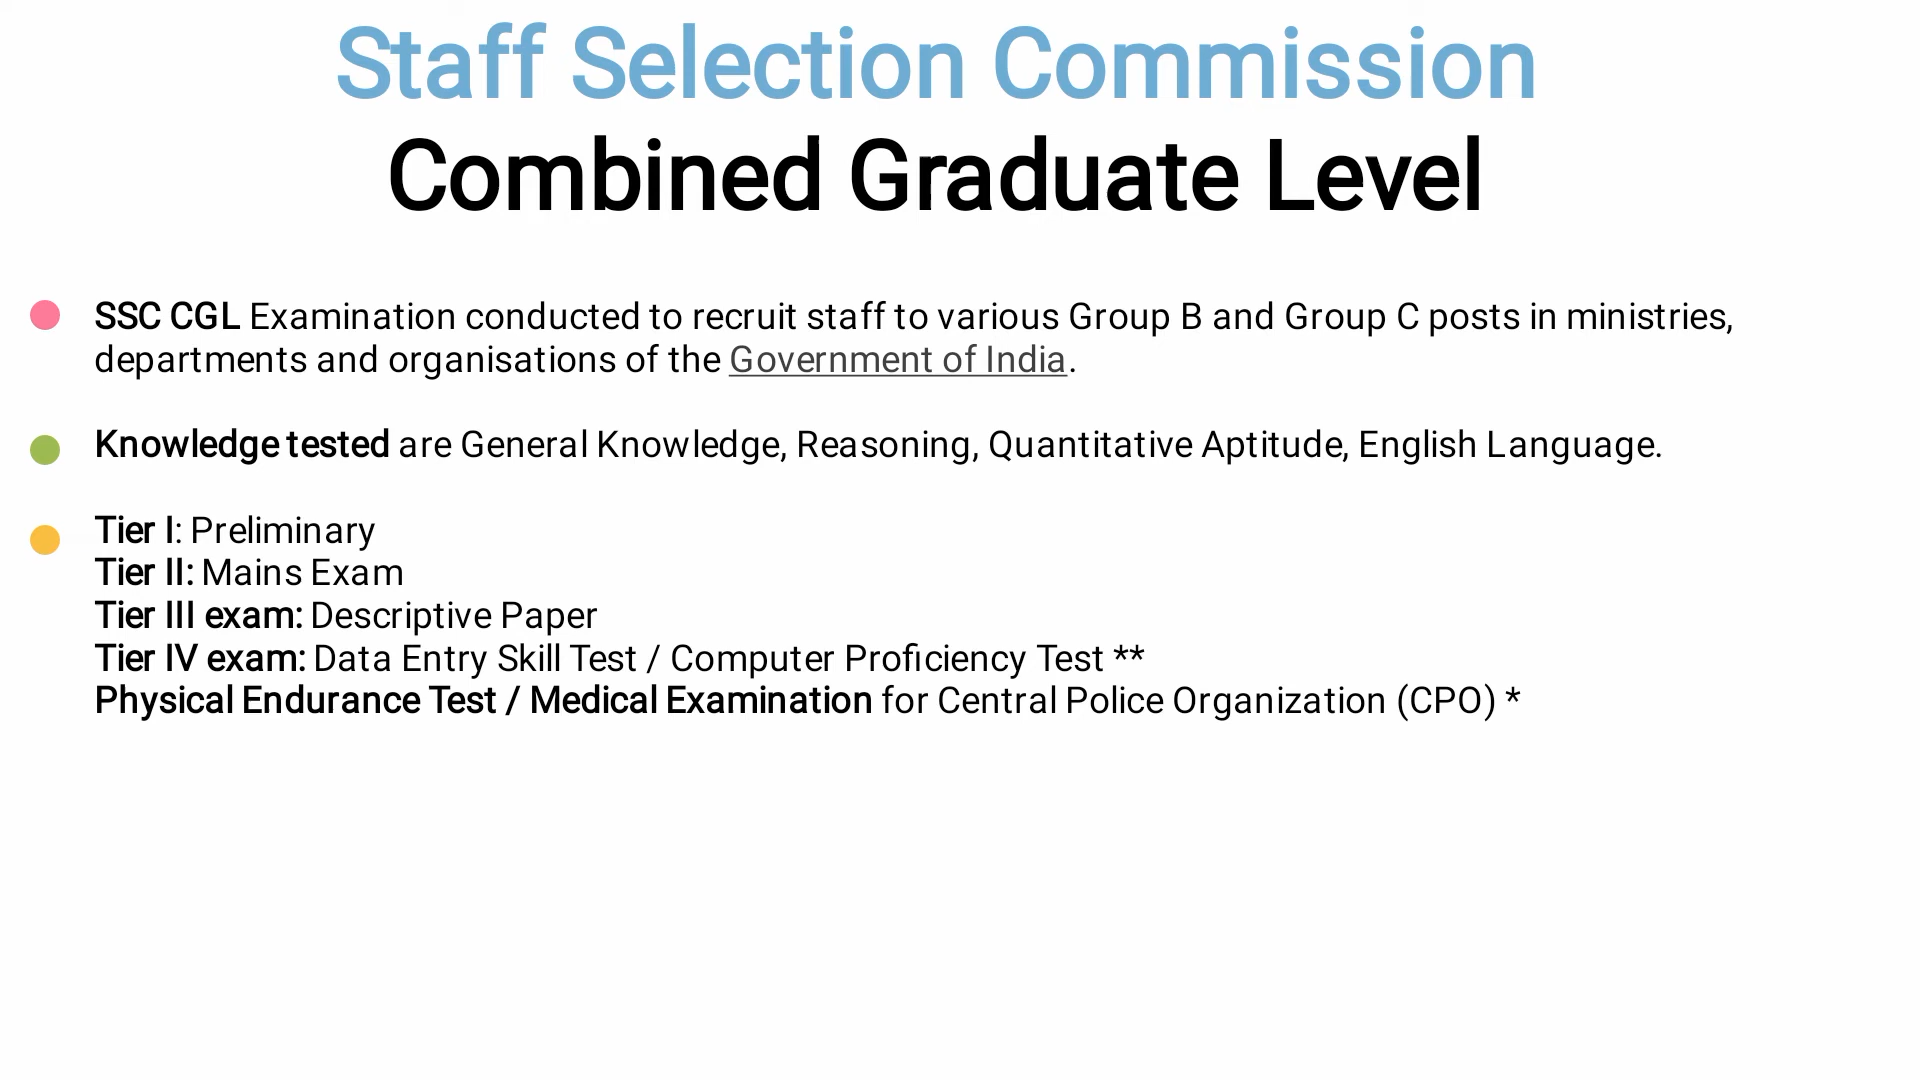 Staff Selection Commission
Combined Graduate Level
SSC CGL Examination conducted to recruit staff to various Group B and Group C posts in ministries,
departments and organisations of the Government of India.
Knowledge tested are General Knowledge, Reasoning, Quantitative Aptitude, English Language.
Tier I: Preliminary
Tier II: Mains Exam
Tier III exam: Descriptive Paper
Tier IV exam: Data Entry Skill Test / Computer Proficiency Test **
Physical Endurance Test / Medical Examination for Central Police Organization (CPO) *